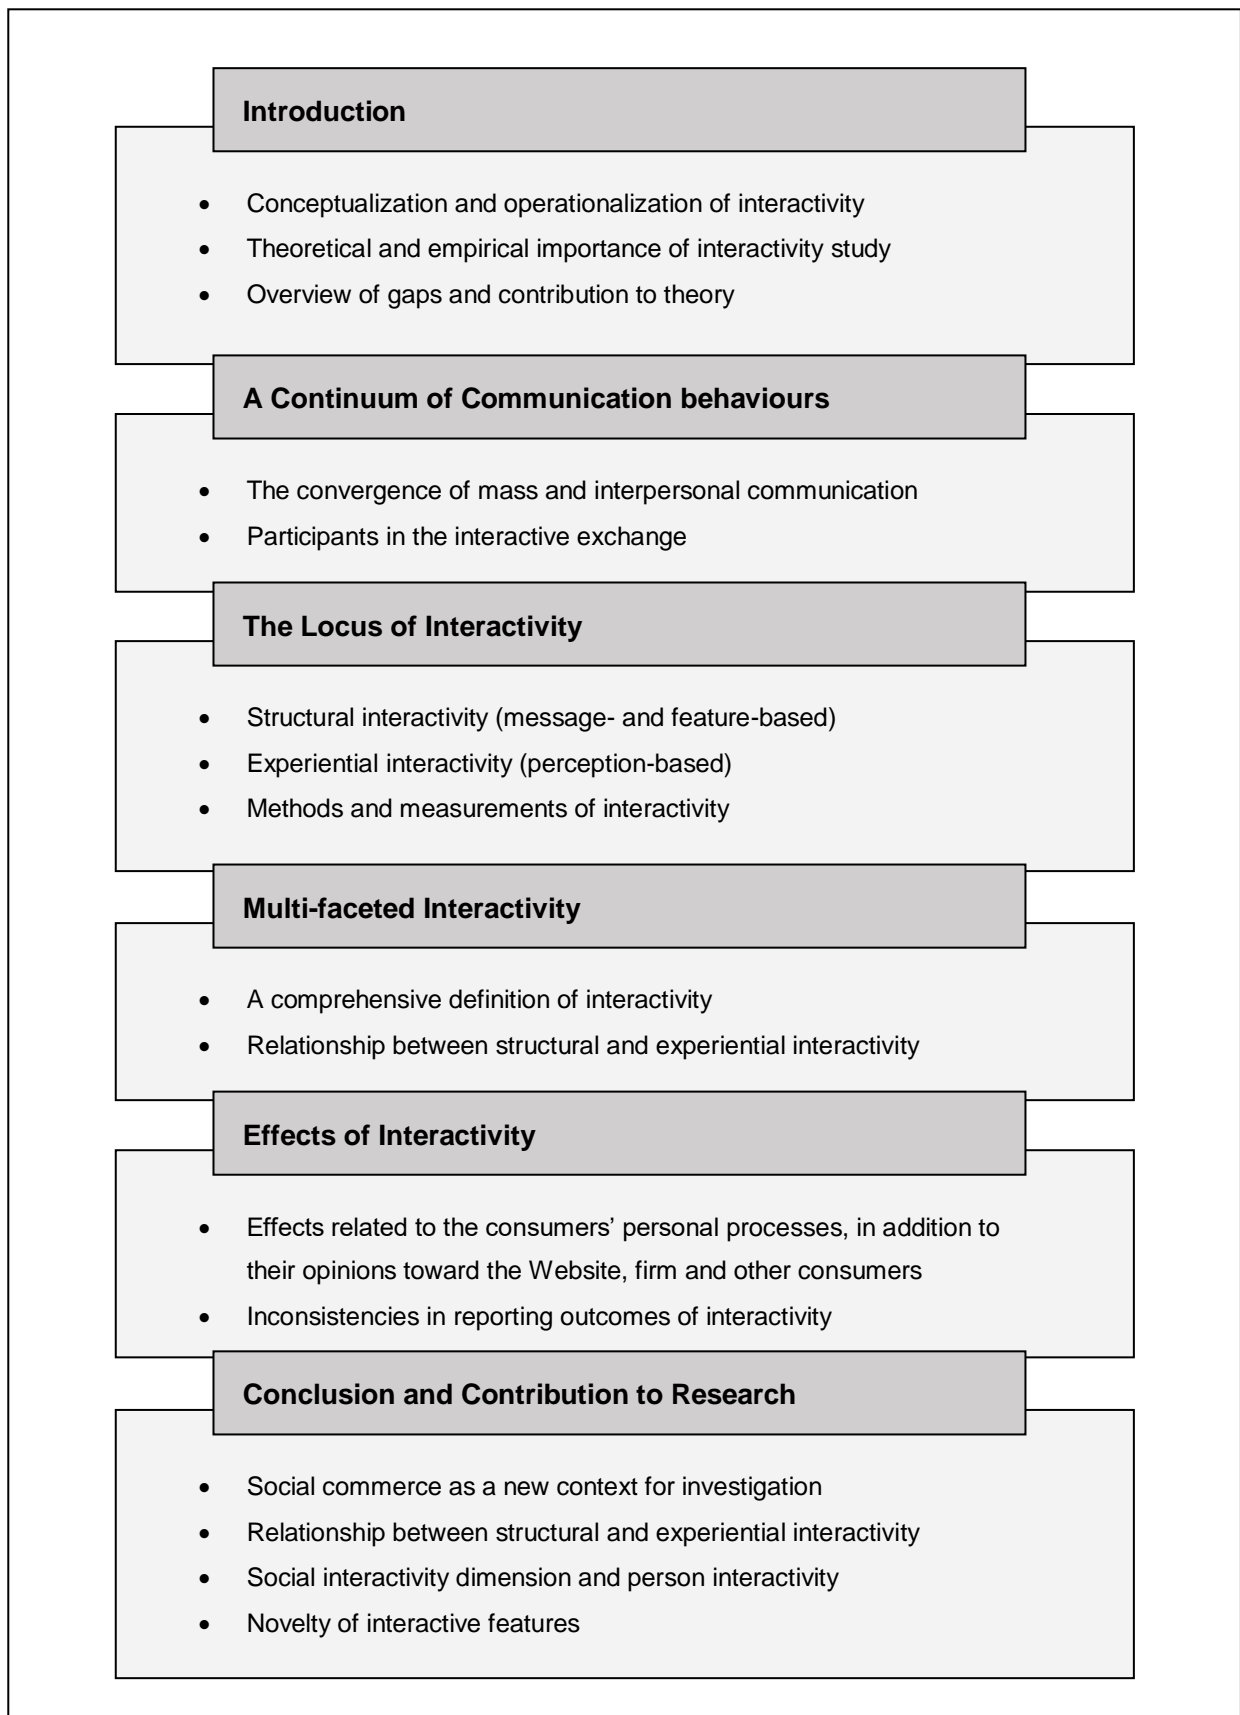 Introduction
• Conceptualization and operationalization of interactivity
• Theoretical and empirical importance of interactivity study
• Overview of gaps and contribution to theory
A Continuum of Communication behaviours
• The convergence of mass and interpersonal communication
• Participants in the interactive exchange
The Locus of Interactivity
• Structural interactivity (message- and feature-based)
• Experiential interactivity (perception-based)
• Methods and measurements of interactivity
Multi-faceted Interactivity
• A comprehensive definition of interactivity
• Relationship between structural and experiential interactivity
Effects of Interactivity
• Effects related to the consumers’ personal processes, in addition to
their opinions toward the Website, firm and other consumers
• Inconsistencies in reporting outcomes of interactivity
Conclusion and Contribution to Research
• Social commerce as a new context for investigation
• Relationship between structural and experiential interactivity
• Social interactivity dimension and person interactivity
• Novelty of interactive features